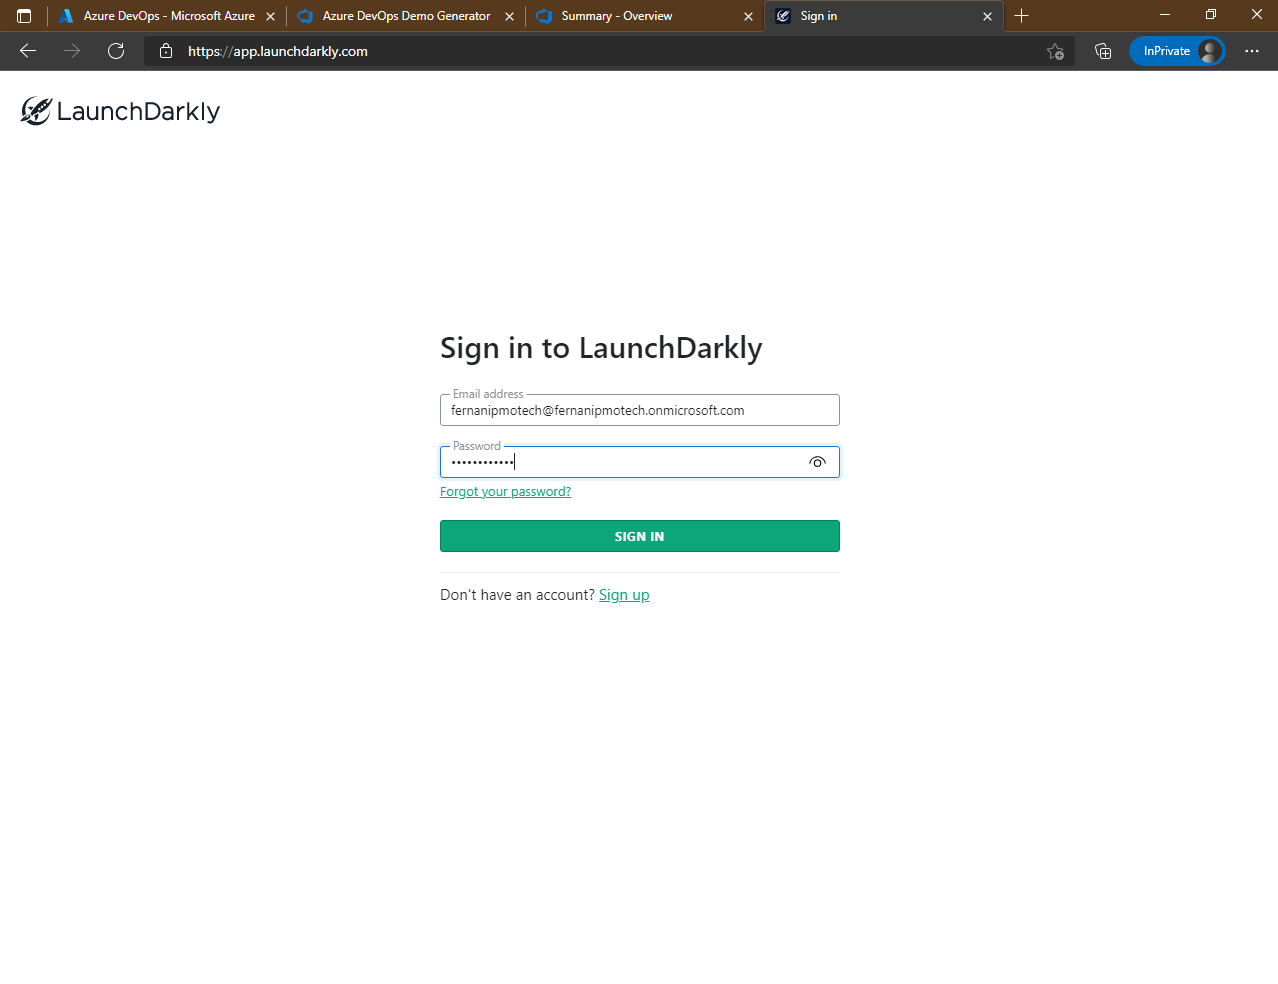 Azure DevOps - Microsoft Azure
Azure DevOps Demo Generator
Summary - Overview
Sign in
https://app.launchdarkly.com
InPrivate
LaunchDarkly
Sign in to LaunchDarkly
Email address
fernanipmotech@fernanipmotech.onmicrosoft.com
Password
••••••••••••
Forgot your password?
SIGN IN
Don't have an account? Sign up